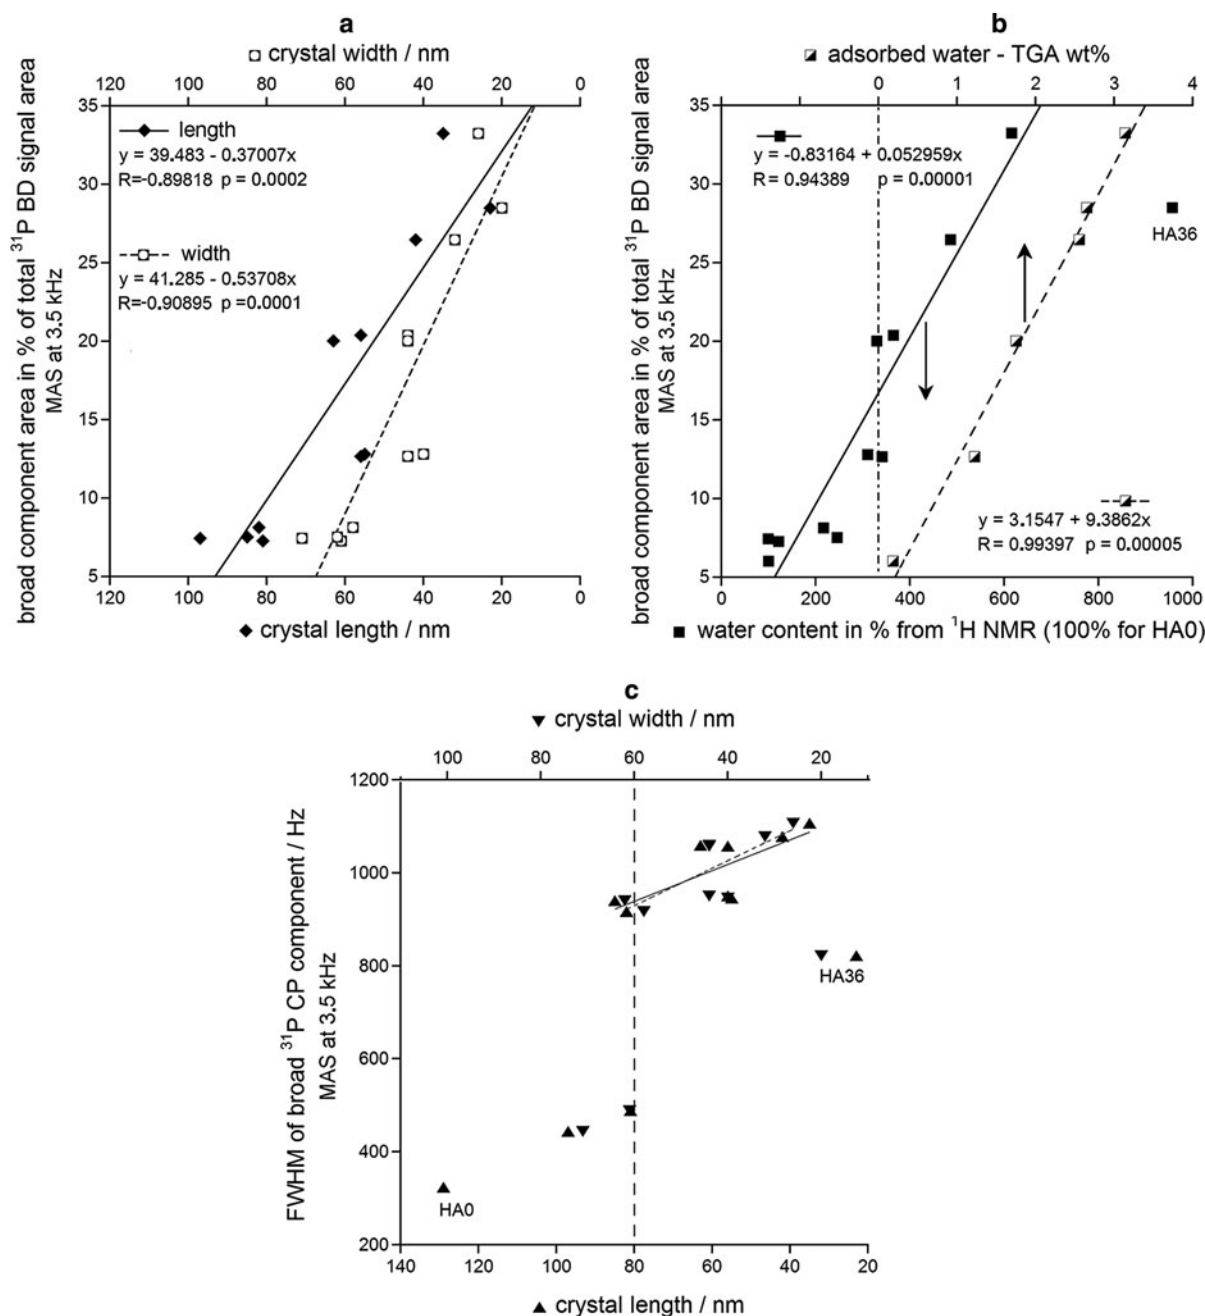 a
crystal width / nm
120 100 80 60 40 20 0
35
30
25
20
15
10
5
broad component area in % of total ³¹P BD signal area
MAS at 3.5 kHz
length
y = 39.483 - 0.37007x
R=-0.89818 p = 0.0002
width
y = 41.285 - 0.53708x
R=-0.90895 p =0.0001
120 100 80 60 40 20 0
crystal length / nm
b
adsorbed water - TGA wt%
0 1 2 3 4
35
30
25
20
15
10
5
broad component area in % of total ³¹P BD signal area
MAS at 3.5 kHz
y = -0.83164 + 0.052959x
R = 0.94389 p = 0.00001
HA36
y = 3.1547 + 9.3862x
R = 0.99397 p = 0.00005
0 200 400 600 800 1000
water content in % from ¹H NMR (100% for HA0)
c
crystal width / nm
100 80 60 40 20
1200
1000
800
600
400
200
FWHM of broad ³¹P CP component / Hz
MAS at 3.5 kHz
HA36
HA0
140 120 100 80 60 40 20
crystal length / nm